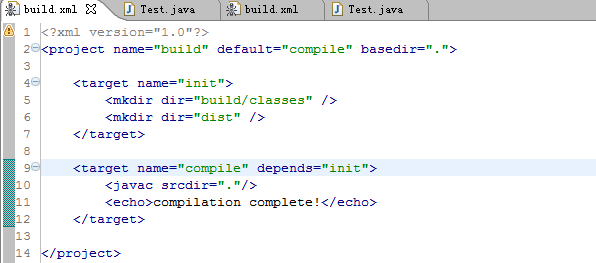 build.xml Test.java build.xml Test.java
1 <?xml version="1.0"?>
2 <project name="build" default="compile" basedir=".">
3
4     <target name="init">
5         <mkdir dir="build/classes" />
6         <mkdir dir="dist" />
7     </target>
8
9     <target name="compile" depends="init">
10         <javac srcdir="."/>
11         <echo>compilation complete!</echo>
12     </target>
13
14 </project>